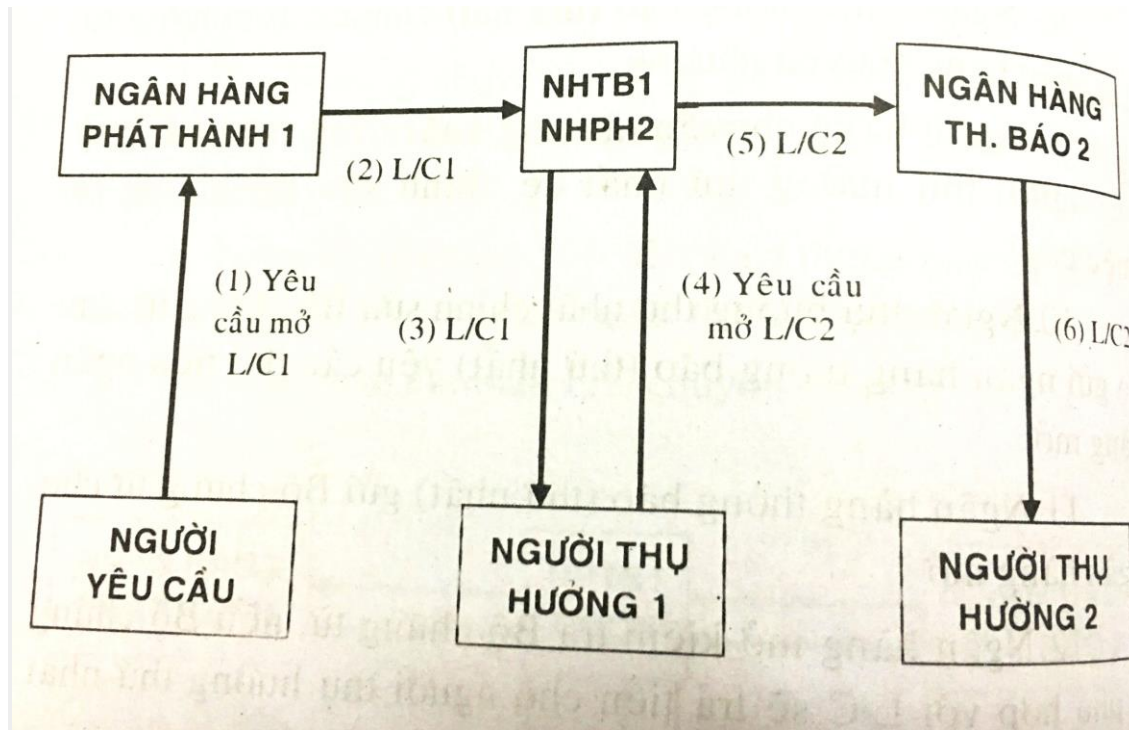 NGÂN HÀNG
PHÁT HÀNH 1
(2) L/C1
NHTB1
NHPH2
(5) L/C2
NGÂN HÀNG
TH. BÁO 2
(1) Yêu
cầu mở
L/C1
(3) L/C1
(4) Yêu cầu
mở L/C2
(6) L/C2
NGƯỜI
YÊU CẦU
NGƯỜI THỤ
HƯỞNG 1
NGƯỜI THỤ
HƯỞNG 2